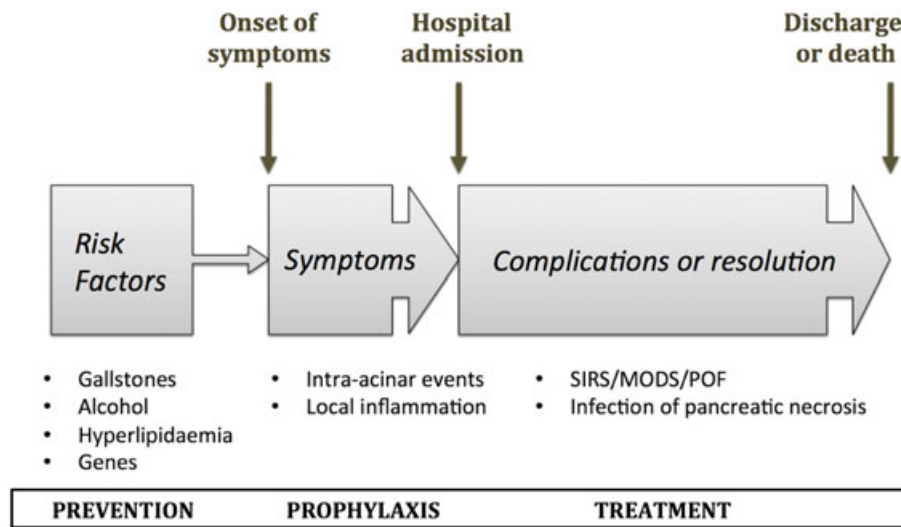 Onset of
symptoms
Hospital
admission
Discharge
or death
Risk
Factors
Symptoms
Complications or resolution
• Gallstones
• Alcohol
• Hyperlipidaemia
• Genes
• Intra-acinar events
• Local inflammation
• SIRS/MODS/POF
• Infection of pancreatic necrosis
PREVENTION PROPHYLAXIS TREATMENT